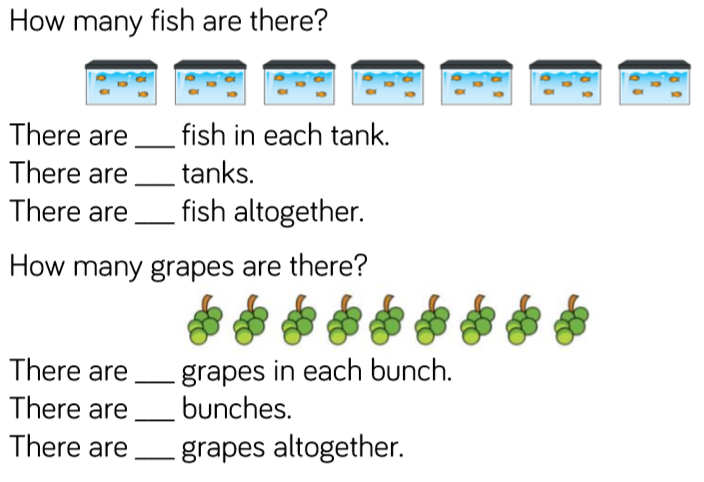 How many fish are there?
There are ___ fish in each tank.
There are ___ tanks.
There are ___ fish altogether.
How many grapes are there?
There are ___ grapes in each bunch.
There are ___ bunches.
There are ___ grapes altogether.